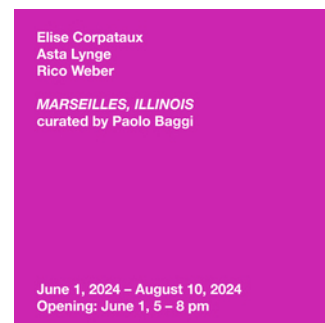 Elise Corpataux
Asta Lynge
Rico Weber
MARSEILLES, ILLINOIS
curated by Paolo Baggi
June 1, 2024 – August 10, 2024
Opening: June 1, 5 – 8 pm